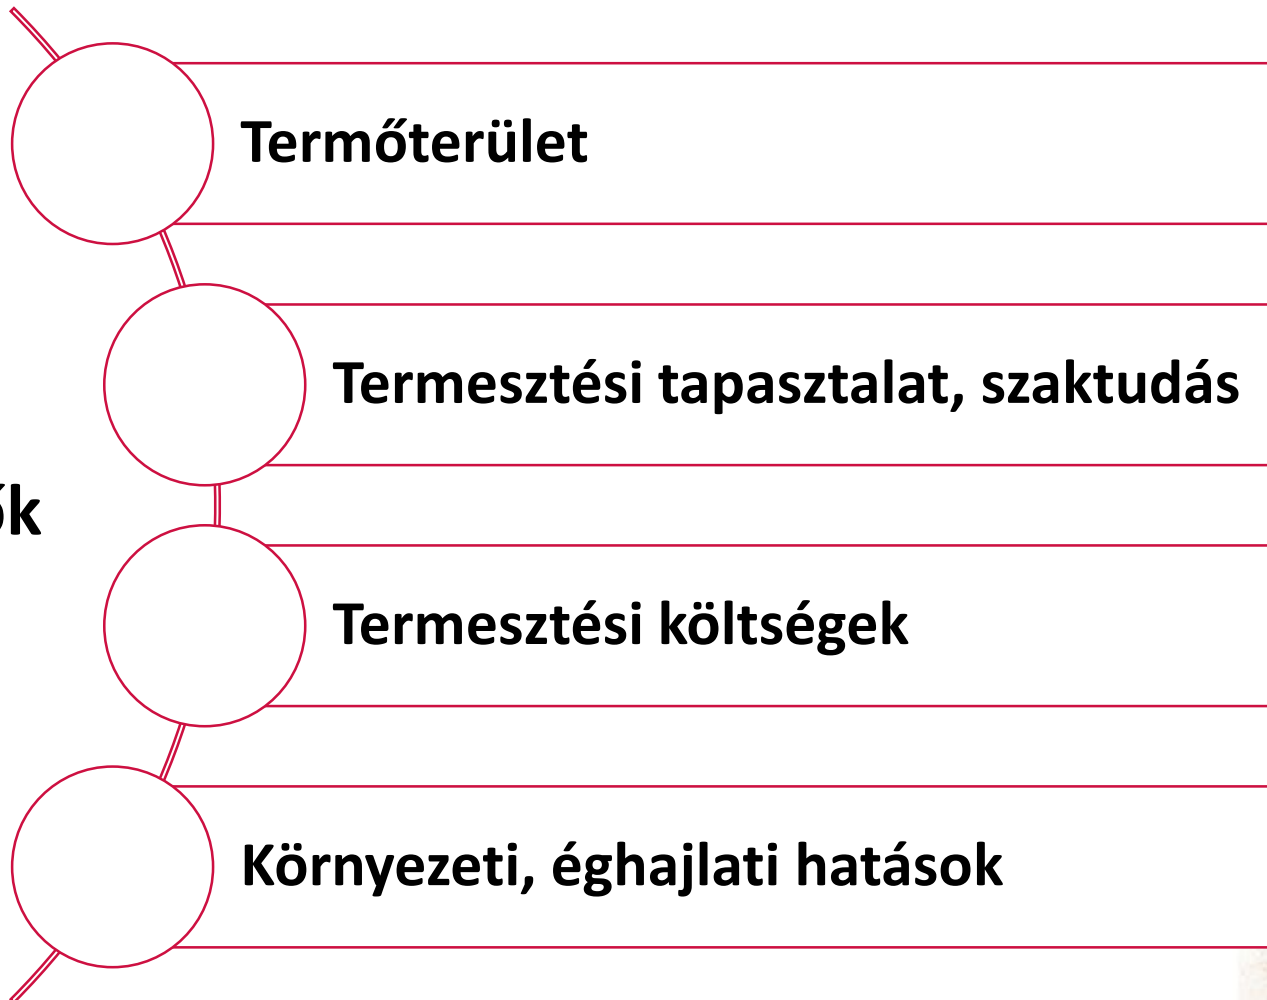 Termőterület
Termesztési tapasztalat, szaktudás
Termesztési költségek
Környezeti, éghajlati hatások